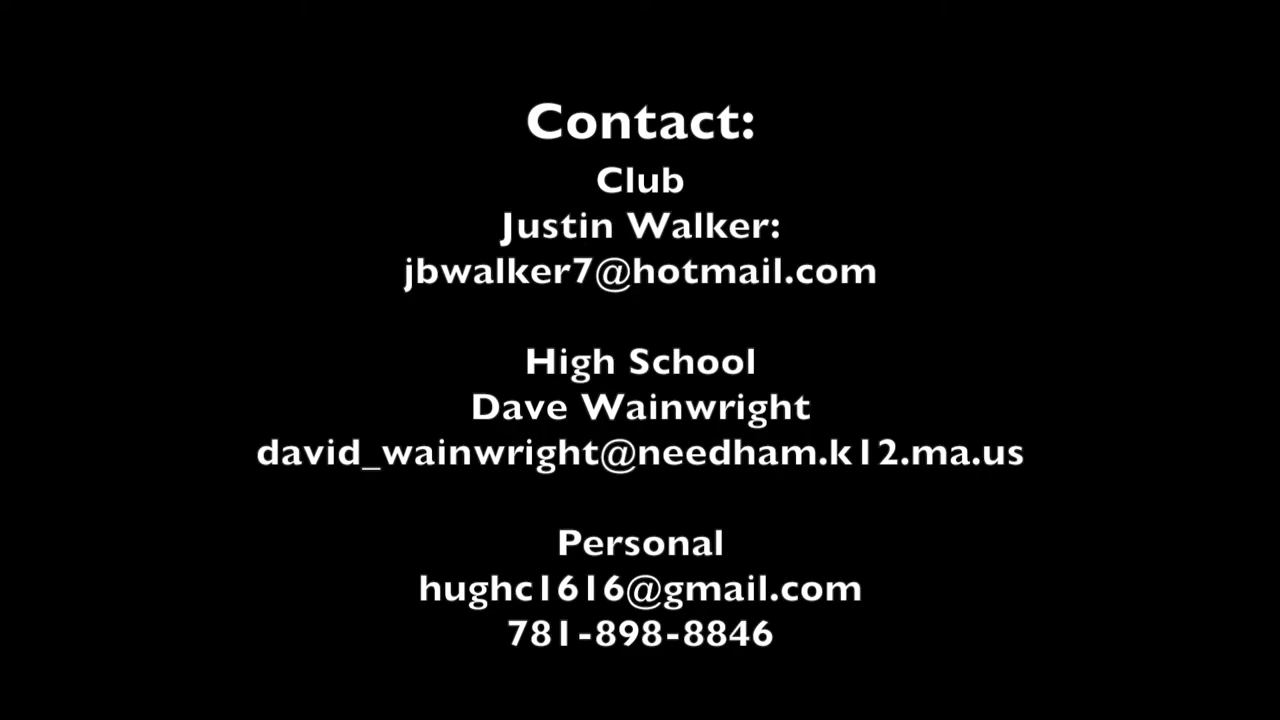 Contact:
Club
Justin Walker:
jbwalker7@hotmail.com
High School
Dave Wainwright
david_wainwright@needham.k12.ma.us
Personal
hughc1616@gmail.com
781-898-8846